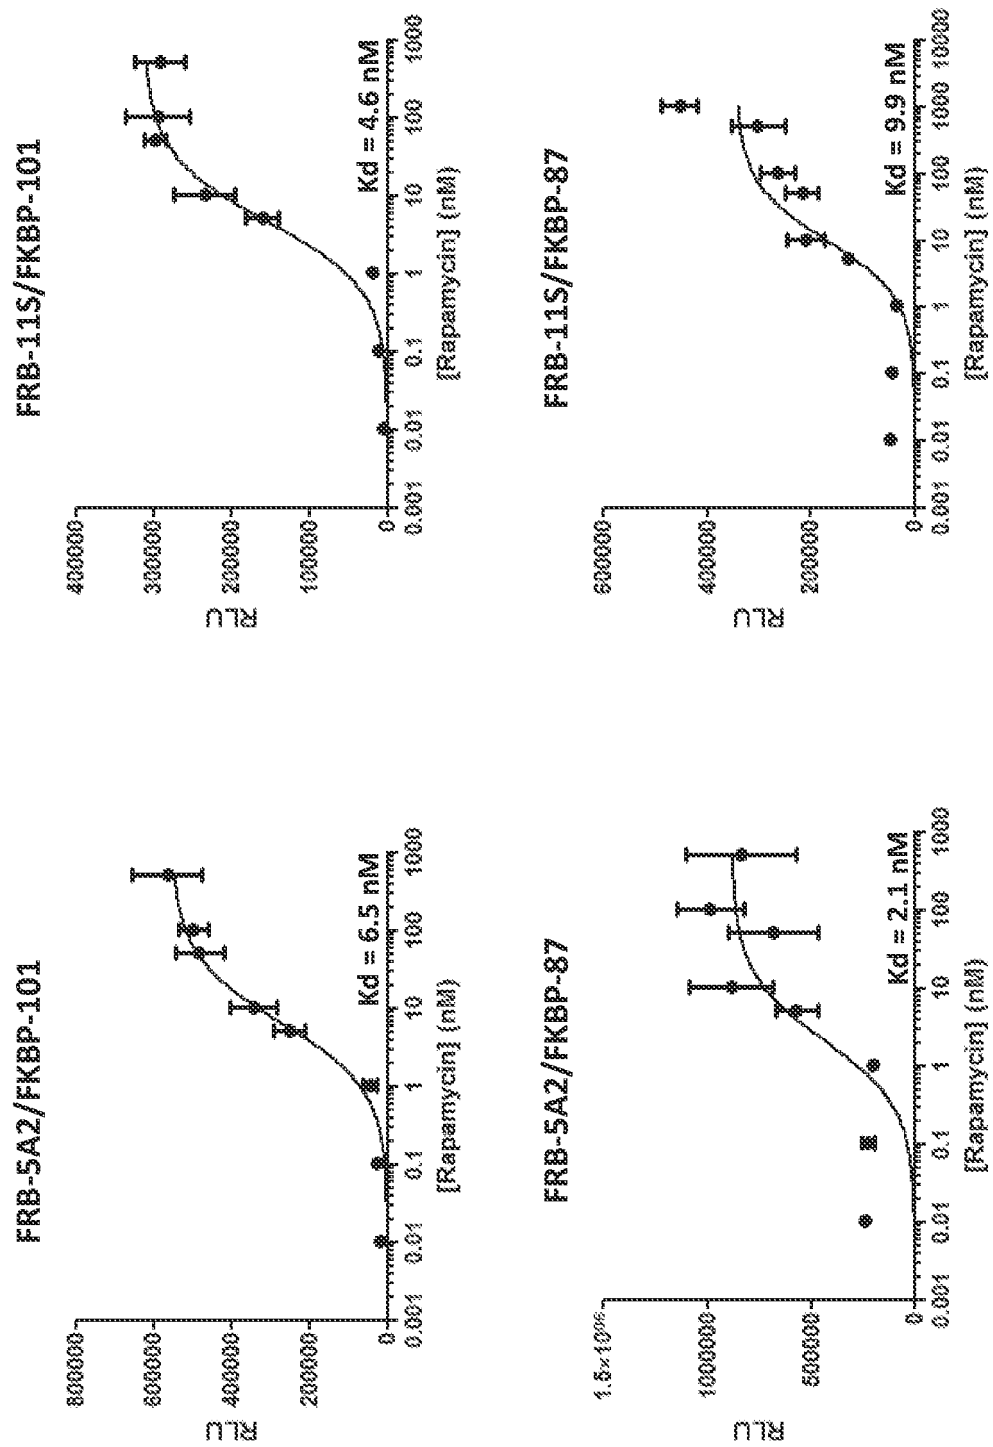 FRB-5A2/FKBP-101
RLU
800000
600000
400000
200000
0
0.001
0.01
0.1
1
10
100
1000
[Rapamycin] (nM)
Kd = 6.5 nM
FRB-11S/FKBP-101
RLU
400000
300000
200000
100000
0
0.001
0.01
0.1
1
10
100
1000
[Rapamycin] (nM)
Kd = 4.6 nM
FRB-5A2/FKBP-87
RLU
1.5×10⁰⁶
1000000
500000
0
0.001
0.01
0.1
1
10
100
1000
[Rapamycin] (nM)
Kd = 2.1 nM
FRB-11S/FKBP-87
RLU
600000
400000
200000
0
0.001
0.01
0.1
1
10
100
1000
10000
[Rapamycin] (nM)
Kd = 9.9 nM